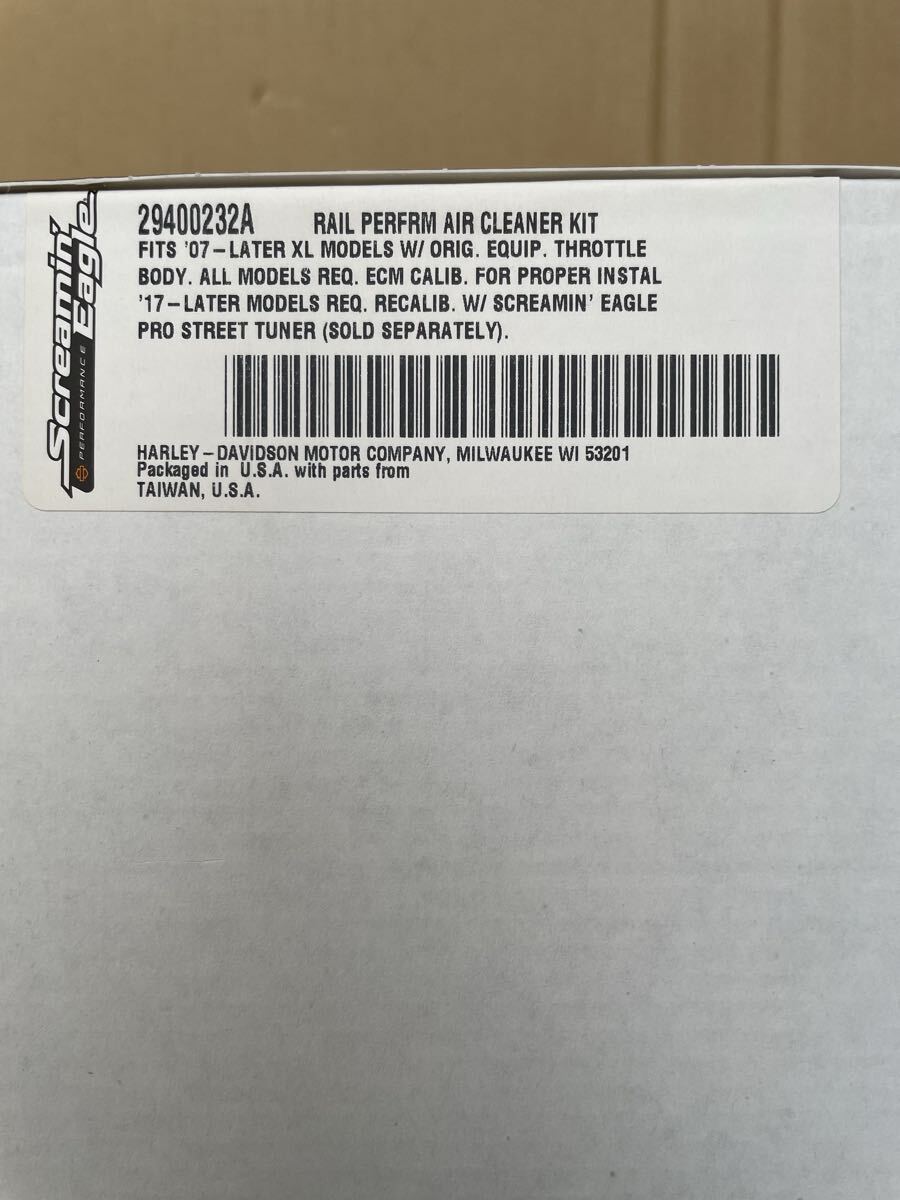 Screamin'
Eagle
PERFORMANCE
29400232A RAIL PERFRM AIR CLEANER KIT
FITS '07-LATER XL MODELS W/ ORIG. EQUIP. THROTTLE
BODY. ALL MODELS REQ. ECM CALIB. FOR PROPER INSTAL
'17-LATER MODELS REQ. RECALIB. W/ SCREAMIN' EAGLE
PRO STREET TUNER (SOLD SEPARATELY).
HARLEY-DAVIDSON MOTOR COMPANY, MILWAUKEE WI 53201
Packaged in U.S.A. with parts from
TAIWAN, U.S.A.